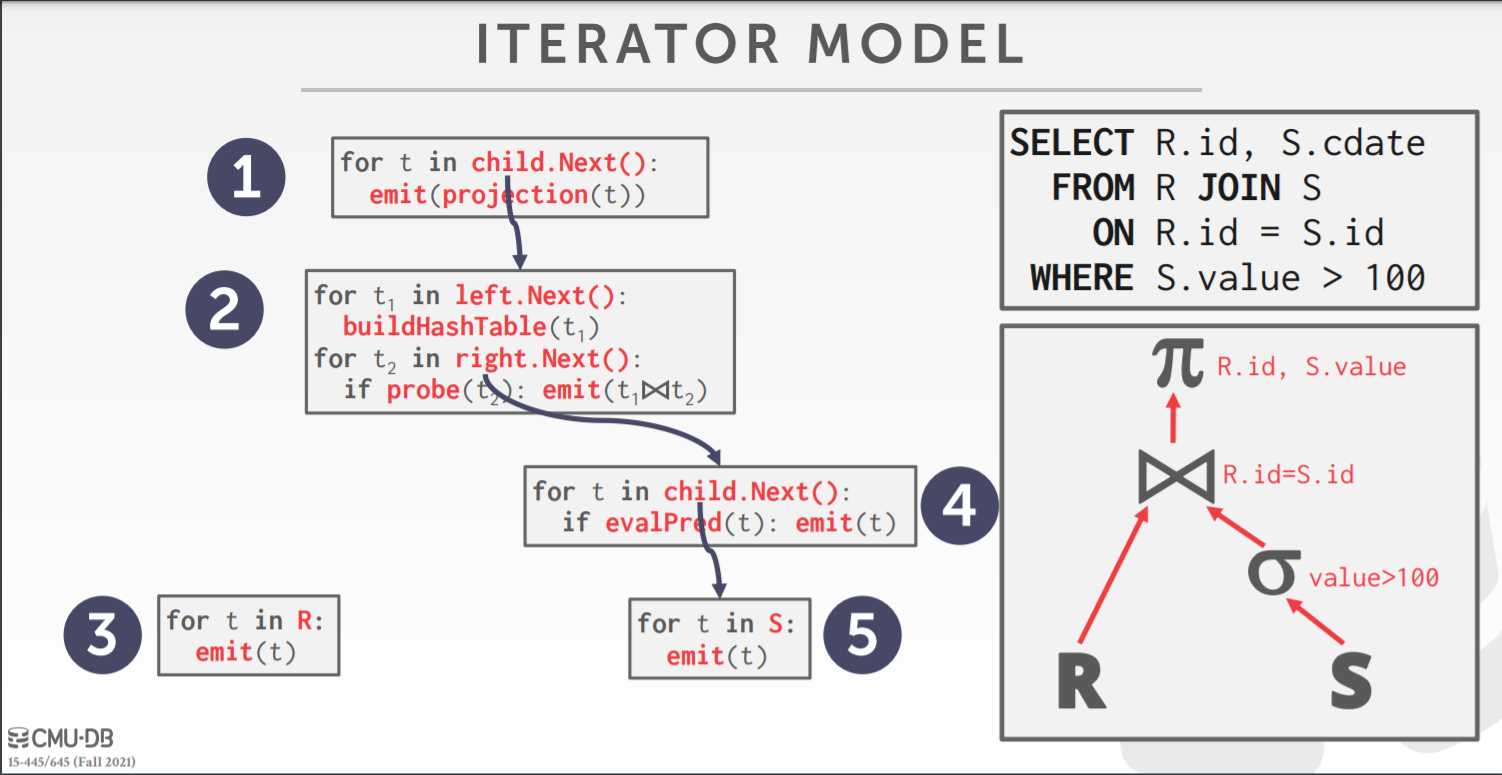 ITERATOR MODEL
1
for t in child.Next():
emit(projection(t))
2
for t₁ in left.Next():
buildHashTable(t₁)
for t₂ in right.Next():
if probe(t₂): emit(t₁⋈t₂)
4
for t in child.Next():
if evalPred(t): emit(t)
3
for t in R:
emit(t)
5
for t in S:
emit(t)
SELECT R.id, S.cdate
FROM R JOIN S
ON R.id = S.id
WHERE S.value > 100
π R.id, S.value
⋈ R.id=S.id
σ value>100
R
S
CMU·DB
15-445/645 (Fall 2021)